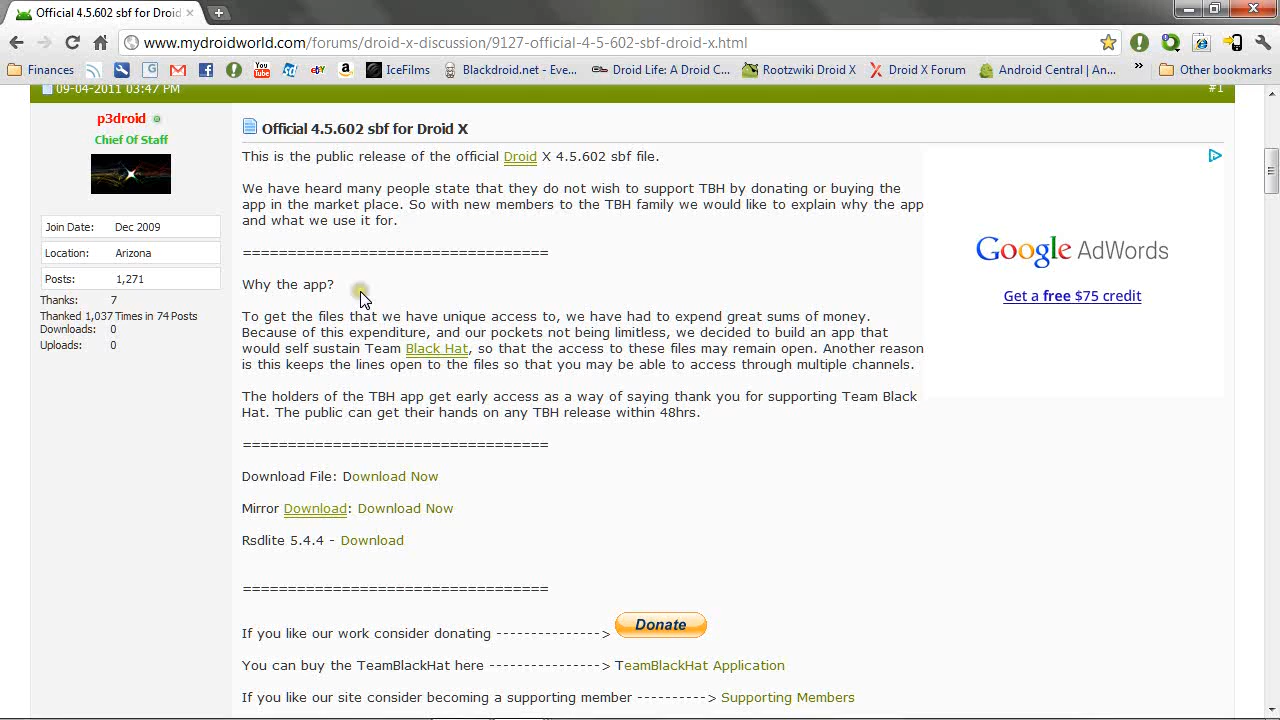 Official 4.5.602 sbf for Droid
www.mydroidworld.com/forums/droid-x-discussion/9127-official-4-5-602-sbf-droid-x.html
Finances
You Tube
ebY
IceFilms
Blackdroid.net - Eve...
Droid Life: A Droid C...
Rootzwiki Droid X
Droid X Forum
Android Central | An...
»
Other bookmarks
09-04-2011 03:47 PM
#1
p3droid
Chief Of Staff
Join Date: Dec 2009
Location: Arizona
Posts: 1,271
Thanks: 7
Thanked 1,037 Times in 74 Posts
Downloads: 0
Uploads: 0
Official 4.5.602 sbf for Droid X
This is the public release of the official Droid X 4.5.602 sbf file.
We have heard many people state that they do not wish to support TBH by donating or buying the
app in the market place. So with new members to the TBH family we would like to explain why the app
and what we use it for.
==================================
Why the app?
To get the files that we have unique access to, we have had to expend great sums of money.
Because of this expenditure, and our pockets not being limitless, we decided to build an app that
would self sustain Team Black Hat, so that the access to these files may remain open. Another reason
is this keeps the lines open to the files so that you may be able to access through multiple channels.
The holders of the TBH app get early access as a way of saying thank you for supporting Team Black
Hat. The public can get their hands on any TBH release within 48hrs.
==================================
Download File: Download Now
Mirror Download: Download Now
Rsdlite 5.4.4 - Download
==================================
If you like our work consider donating ---------------> Donate
You can buy the TeamBlackHat here ---------------> TeamBlackHat Application
If you like our site consider becoming a supporting member ----------> Supporting Members
Google AdWords
Get a free $75 credit